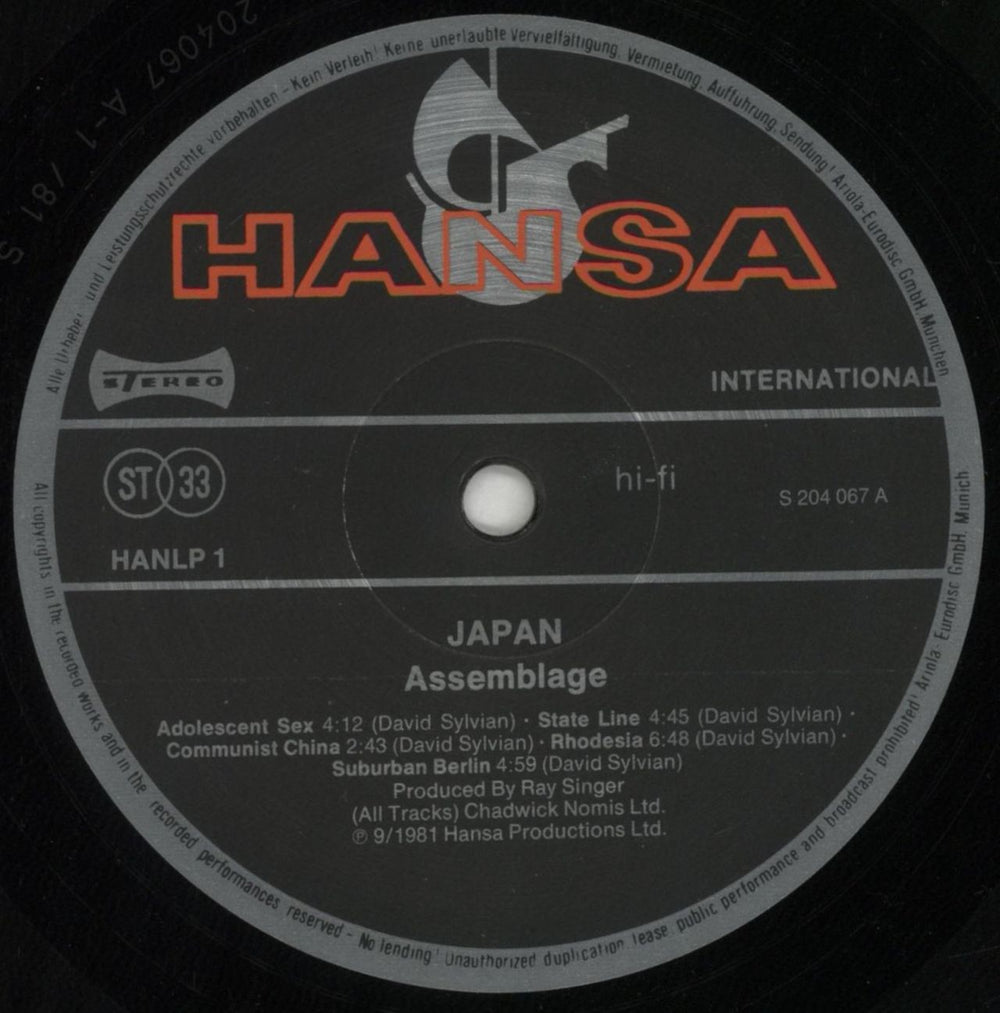 204067 A-1 /81 S
Alle Urheber und Leistungsschutzrechte vorbehalten - Kein Verleih! Keine unerlaubte Vervielfältigung, Vermietung, Aufführung, Sendung! Ariola-Eurodisc GmbH, München
HANSA
STEREO
INTERNATIONAL
ST 33
hi-fi
S 204 067 A
HANLP 1
JAPAN
Assemblage
Adolescent Sex 4:12 (David Sylvian) · State Line 4:45 (David Sylvian) ·
Communist China 2:43 (David Sylvian) · Rhodesia 6:48 (David Sylvian) ·
Suburban Berlin 4:59 (David Sylvian)
Produced By Ray Singer
(All Tracks) Chadwick Nomis Ltd.
℗ 9/1981 Hansa Productions Ltd.
All copyrights in the recorded works and in the recorded performances reserved - No lending! Unauthorized duplication, lease, public performance and broadcast prohibited! Ariola-Eurodisc GmbH, Munich